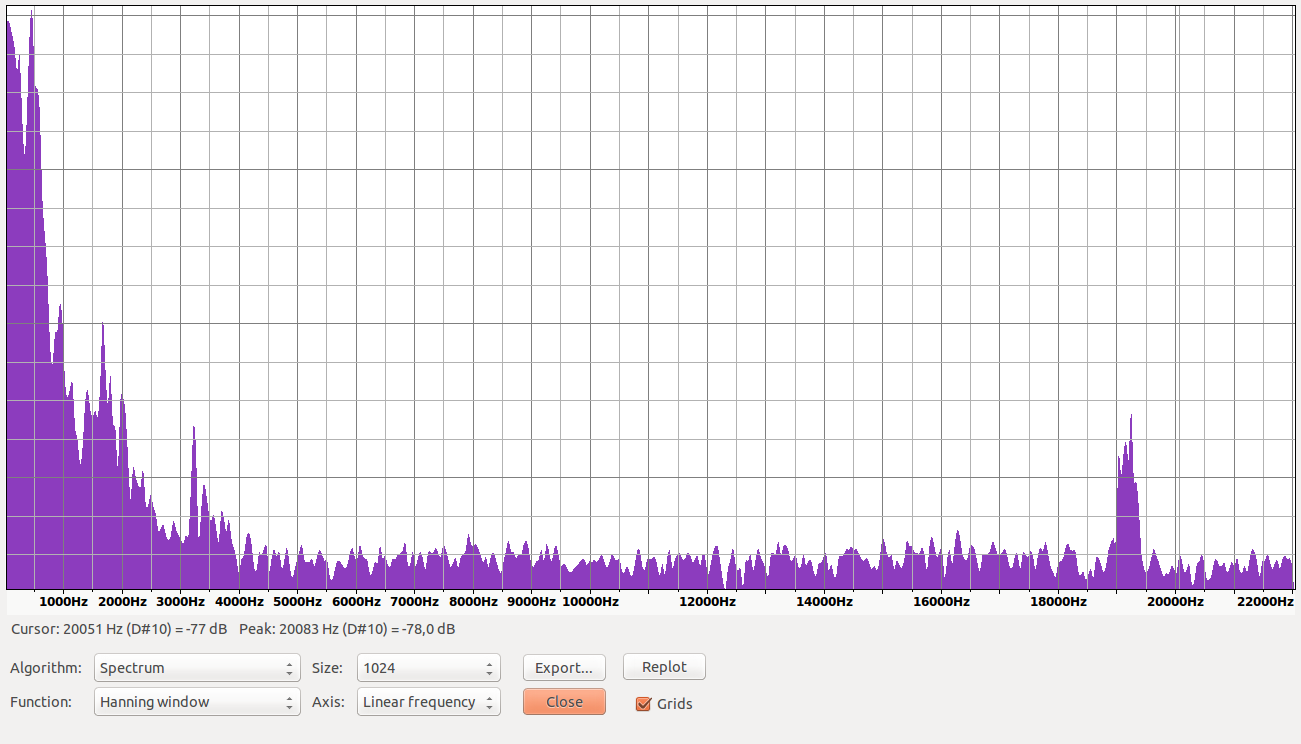 1000Hz 2000Hz 3000Hz 4000Hz 5000Hz 6000Hz 7000Hz 8000Hz 9000Hz 10000Hz 12000Hz 14000Hz 16000Hz 18000Hz 20000Hz 22000Hz
Cursor: 20051 Hz (D#10) = -77 dB Peak: 20083 Hz (D#10) = -78,0 dB
Algorithm: Spectrum Size: 1024 Export... Replot
Function: Hanning window Axis: Linear frequency Close Grids